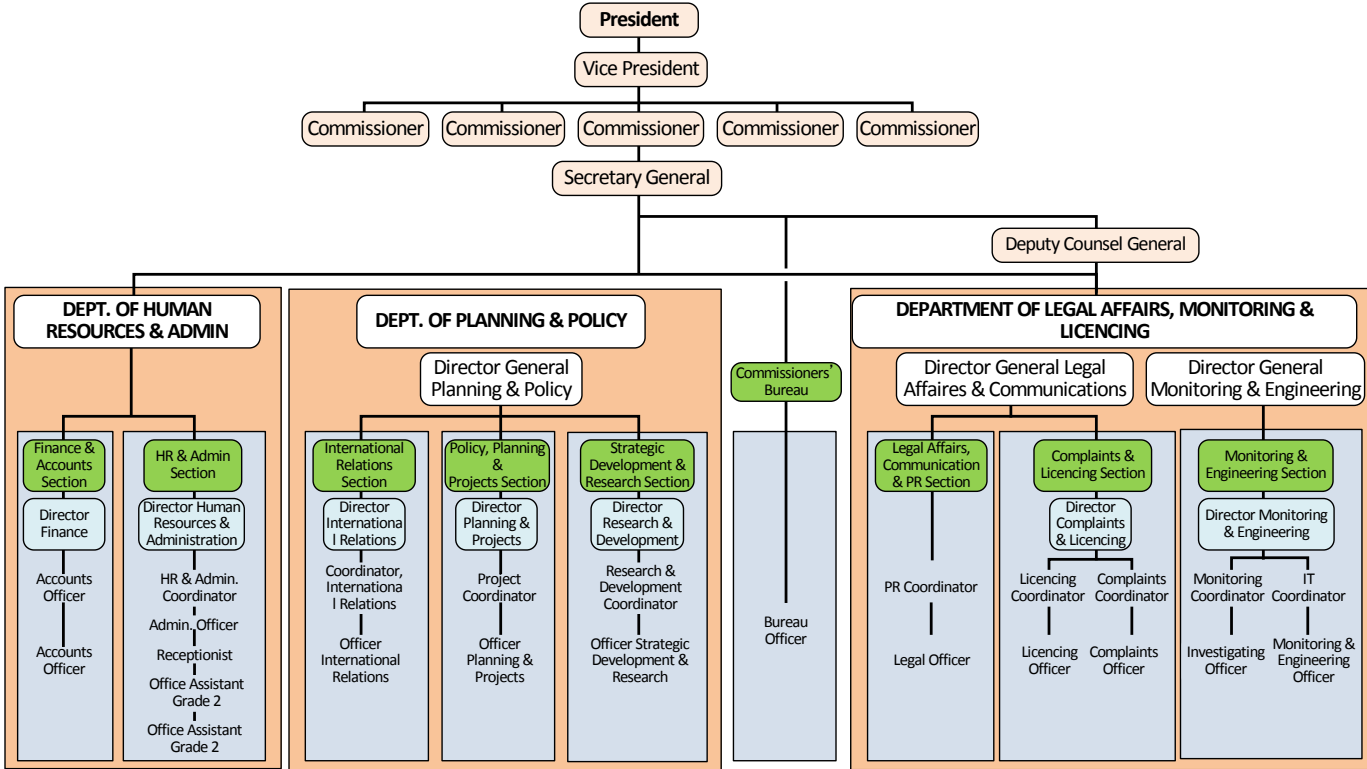 President
Vice President
Commissioner
Commissioner
Commissioner
Commissioner
Commissioner
Secretary General
Deputy Counsel General
DEPT. OF HUMAN
RESOURCES & ADMIN
Finance &
Accounts
Section
Director
Finance
Accounts
Officer
Accounts
Officer
HR & Admin
Section
Director Human
Resources &
Administration
HR & Admin.
Coordinator
Admin. Officer
Receptionist
Office Assistant
Grade 2
Office Assistant
Grade 2
DEPT. OF PLANNING & POLICY
Director General
Planning & Policy
International
Relations
Section
Director
Internationa
l Relations
Coordinator,
Internationa
l Relations
Officer
International
Relations
Policy, Planning
&
Projects Section
Director
Planning &
Projects
Project
Coordinator
Officer
Planning &
Projects
Strategic
Development &
Research Section
Director
Research &
Development
Research &
Development
Coordinator
Officer Strategic
Development &
Research
Commissioners’
Bureau
Bureau
Officer
DEPARTMENT OF LEGAL AFFAIRS, MONITORING &
LICENCING
Director General Legal
Affaires & Communications
Legal Affairs,
Communication
& PR Section
PR Coordinator
Legal Officer
Complaints &
Licencing Section
Director
Complaints
& Licencing
Licencing
Coordinator
Licencing
Officer
Complaints
Coordinator
Complaints
Officer
Director General
Monitoring & Engineering
Monitoring &
Engineering Section
Director Monitoring
& Engineering
Monitoring
Coordinator
Investigating
Officer
IT
Coordinator
Monitoring &
Engineering
Officer